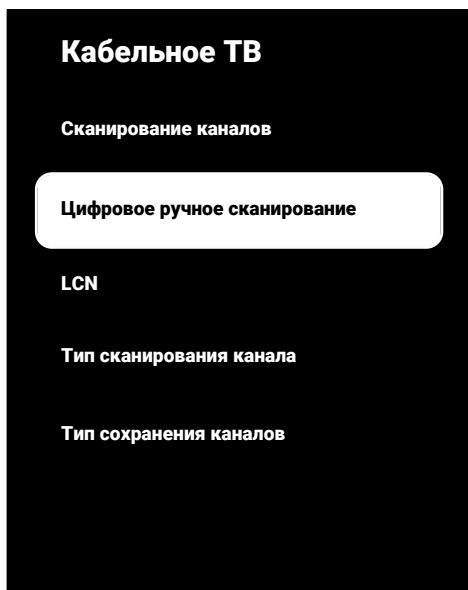 Кабельное ТВ
Сканирование каналов
Цифровое ручное сканирование
LCN
Тип сканирования канала
Тип сохранения каналов